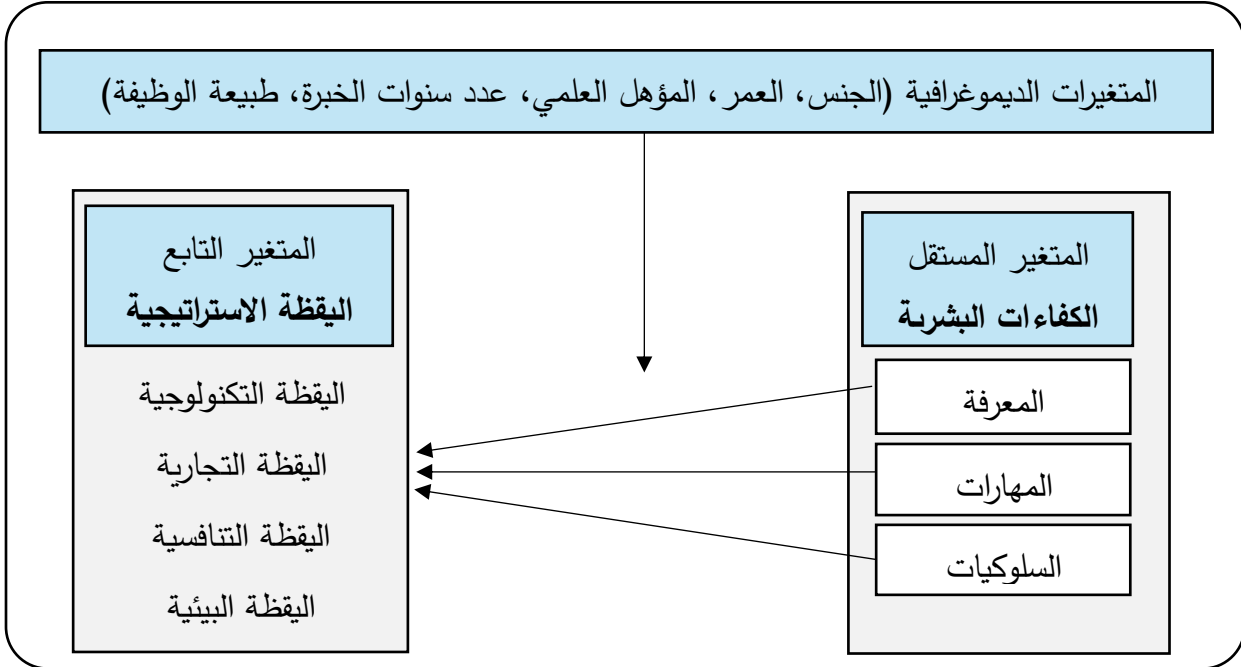 المتغيرات الديموغرافية (الجنس، العمر، المؤهل العلمي، عدد سنوات الخبرة، طبيعة الوظيفة)
المتغير المستقل
الكفاءات البشرية
المعرفة
المهارات
السلوكيات
المتغير التابع
اليقظة الاستراتيجية
اليقظة التكنولوجية
اليقظة التجارية
اليقظة التنافسية
اليقظة البيئية